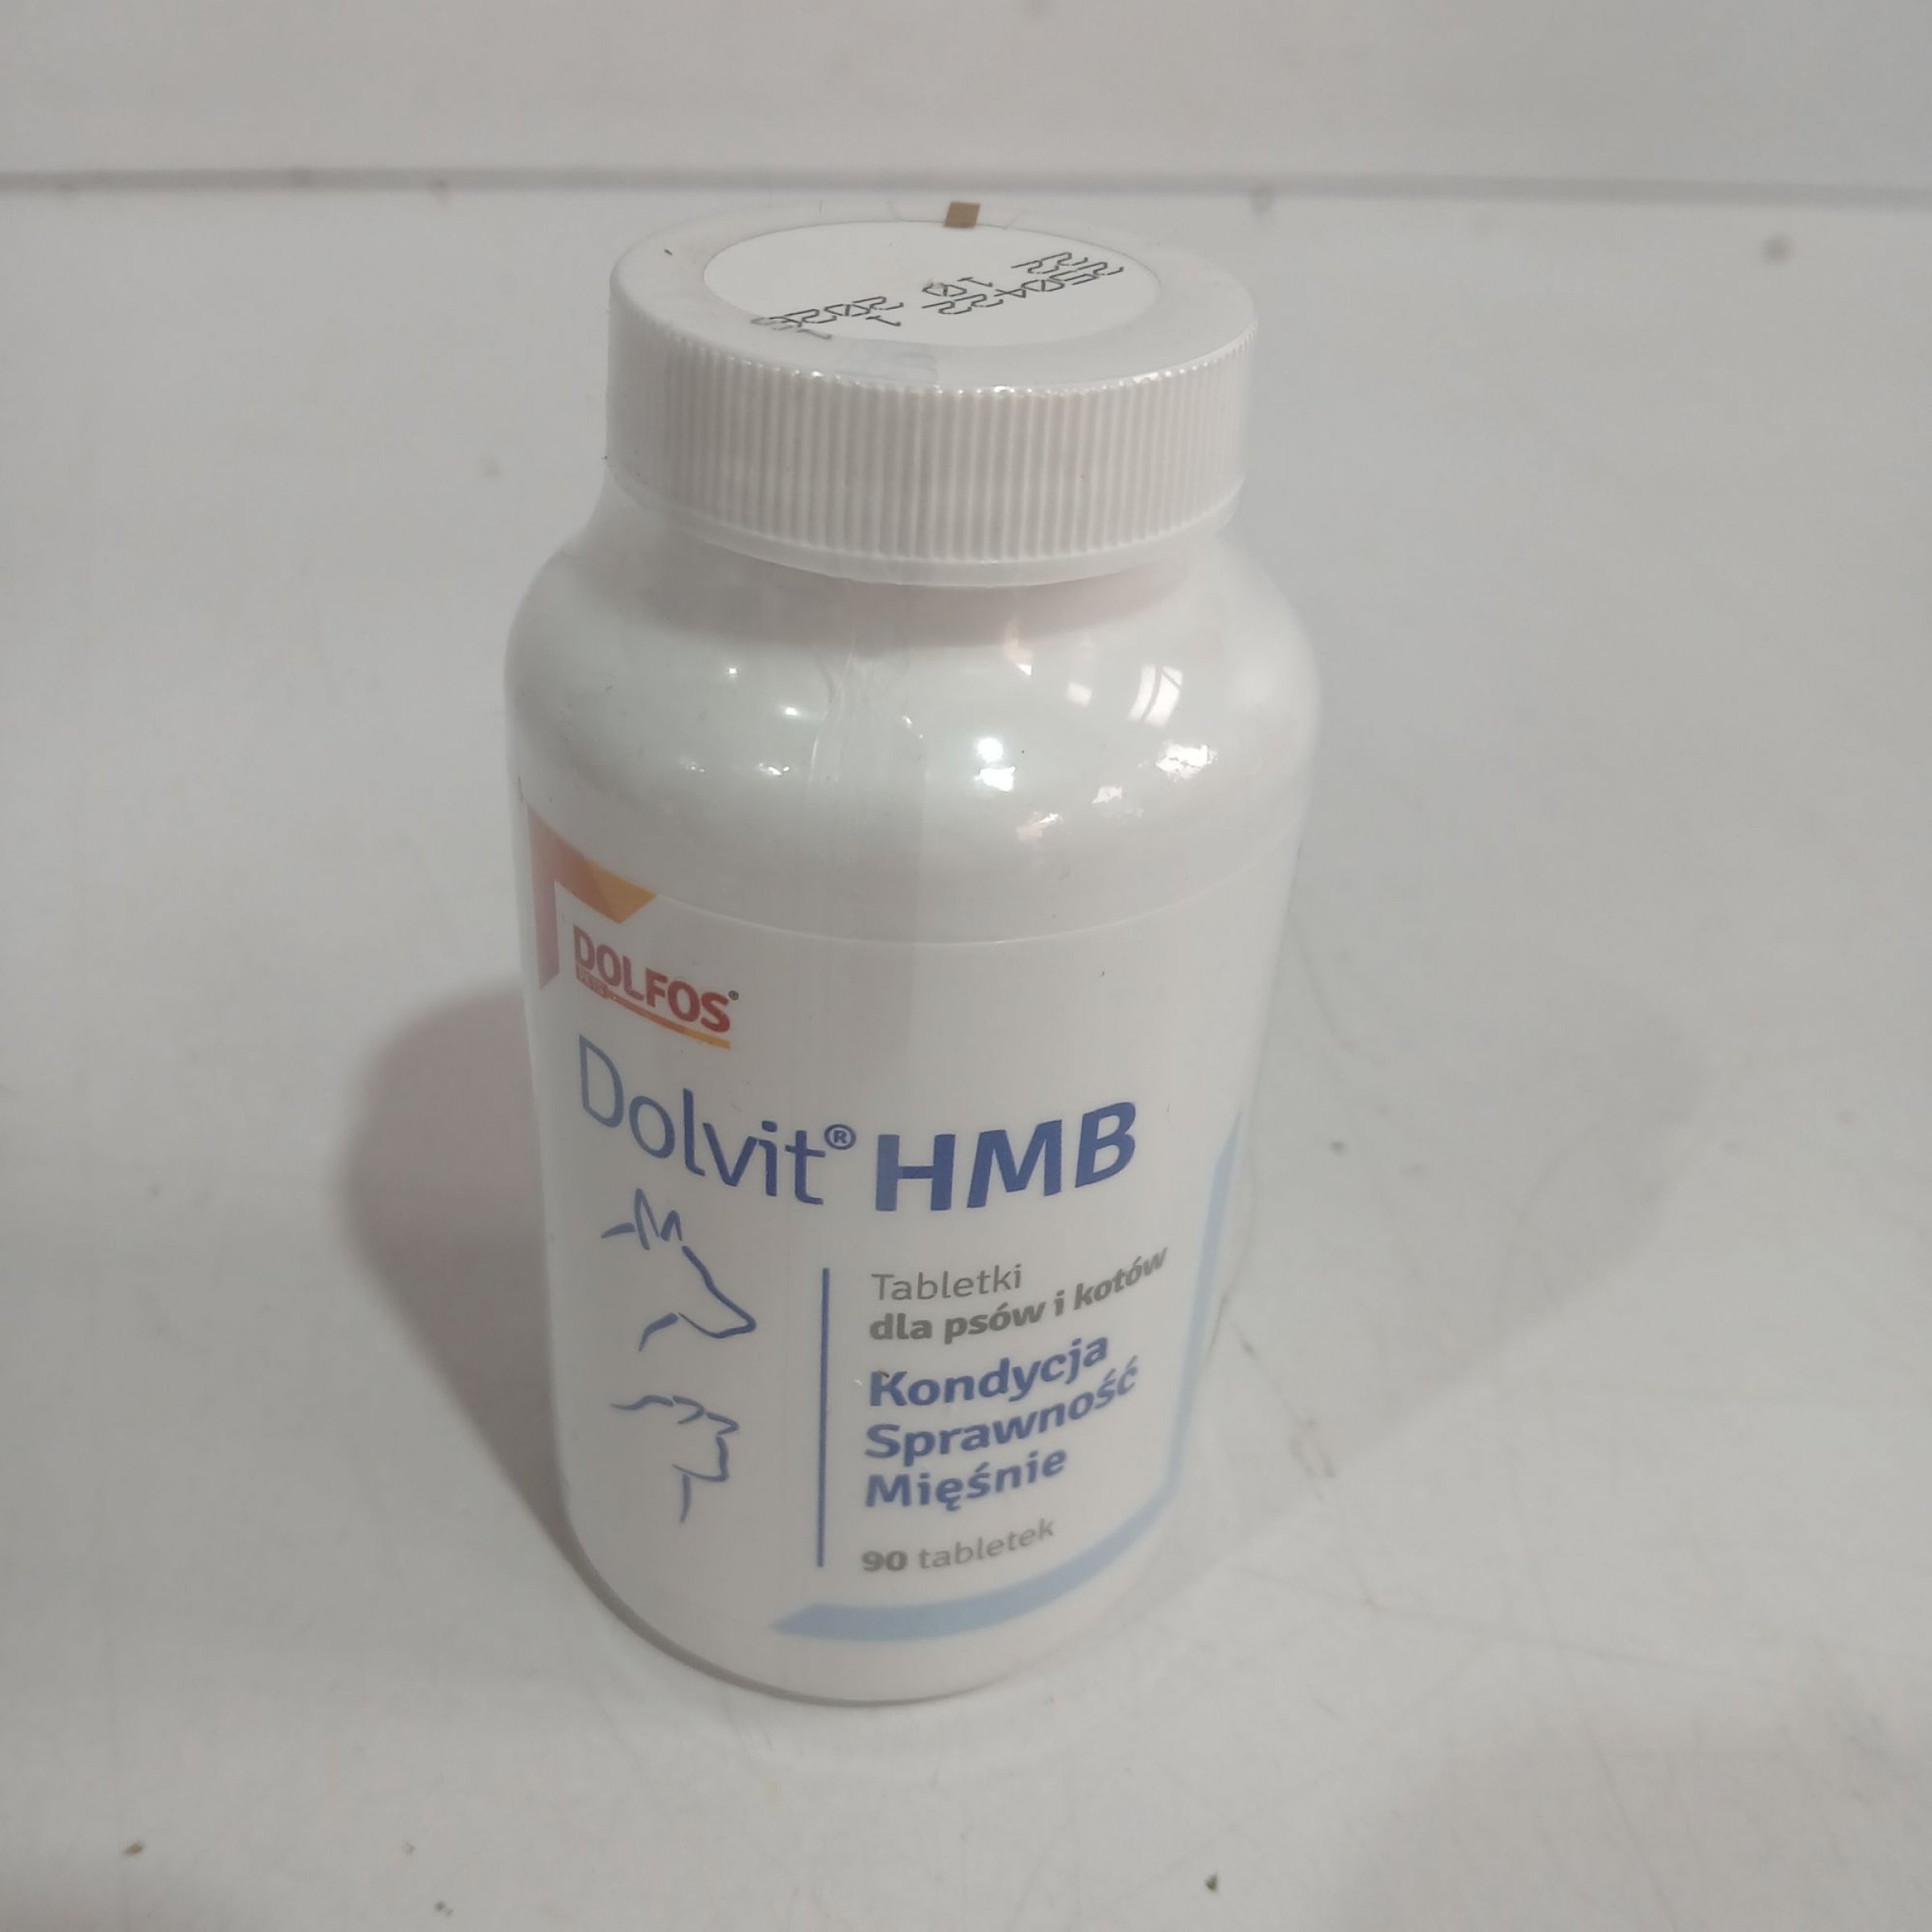 DOLFOS®
Dolvit® HMB
Tabletki
dla psów i kotów
Kondycja
Sprawność
Mięśnie
90 tabletek